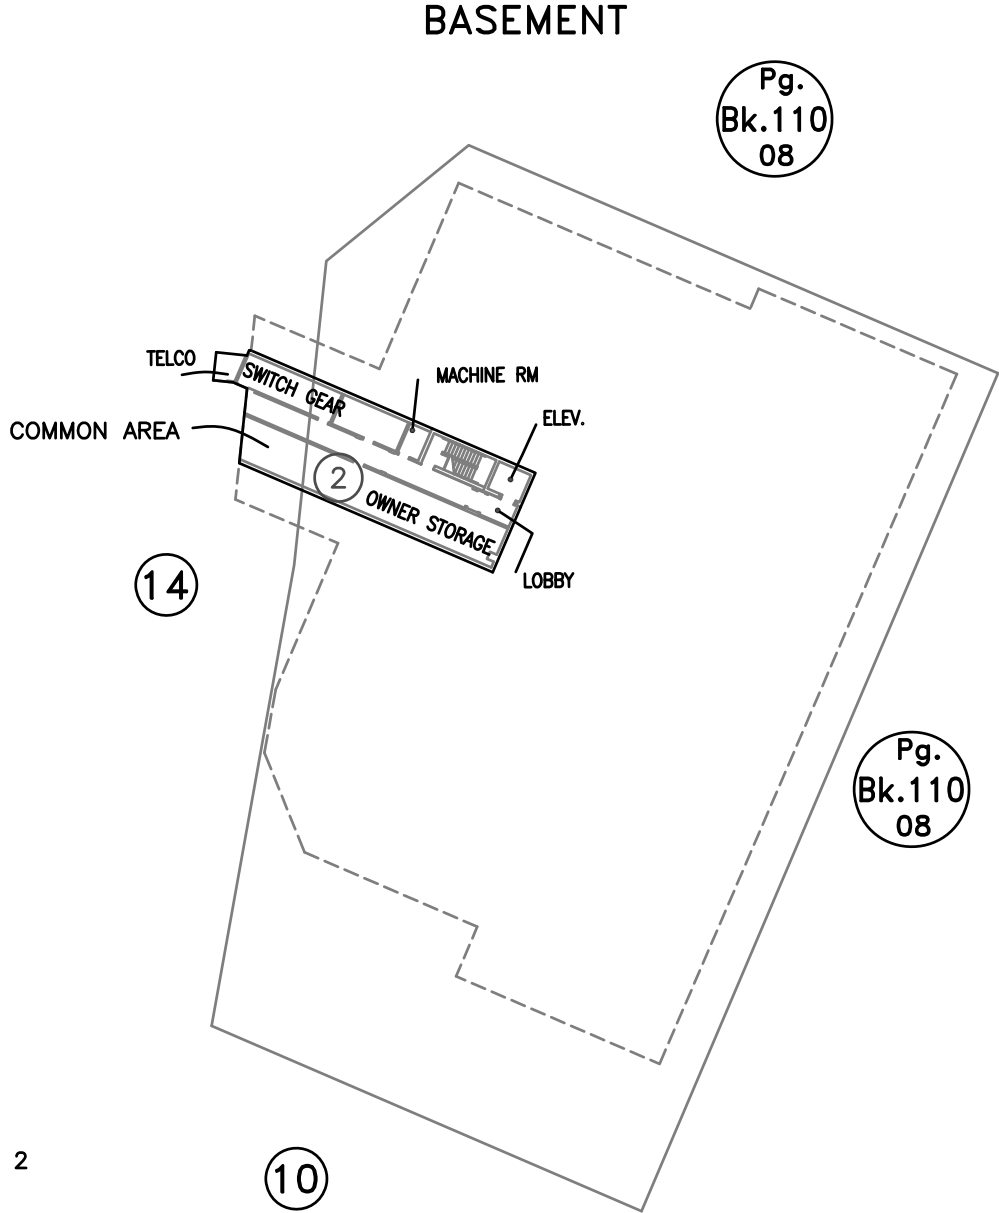 BASEMENT
Pg.
Bk.110
08
TELCO
SWITCH GEAR
MACHINE RM
ELEV.
COMMON AREA
2
OWNER STORAGE
LOBBY
14
Pg.
Bk.110
08
2
10